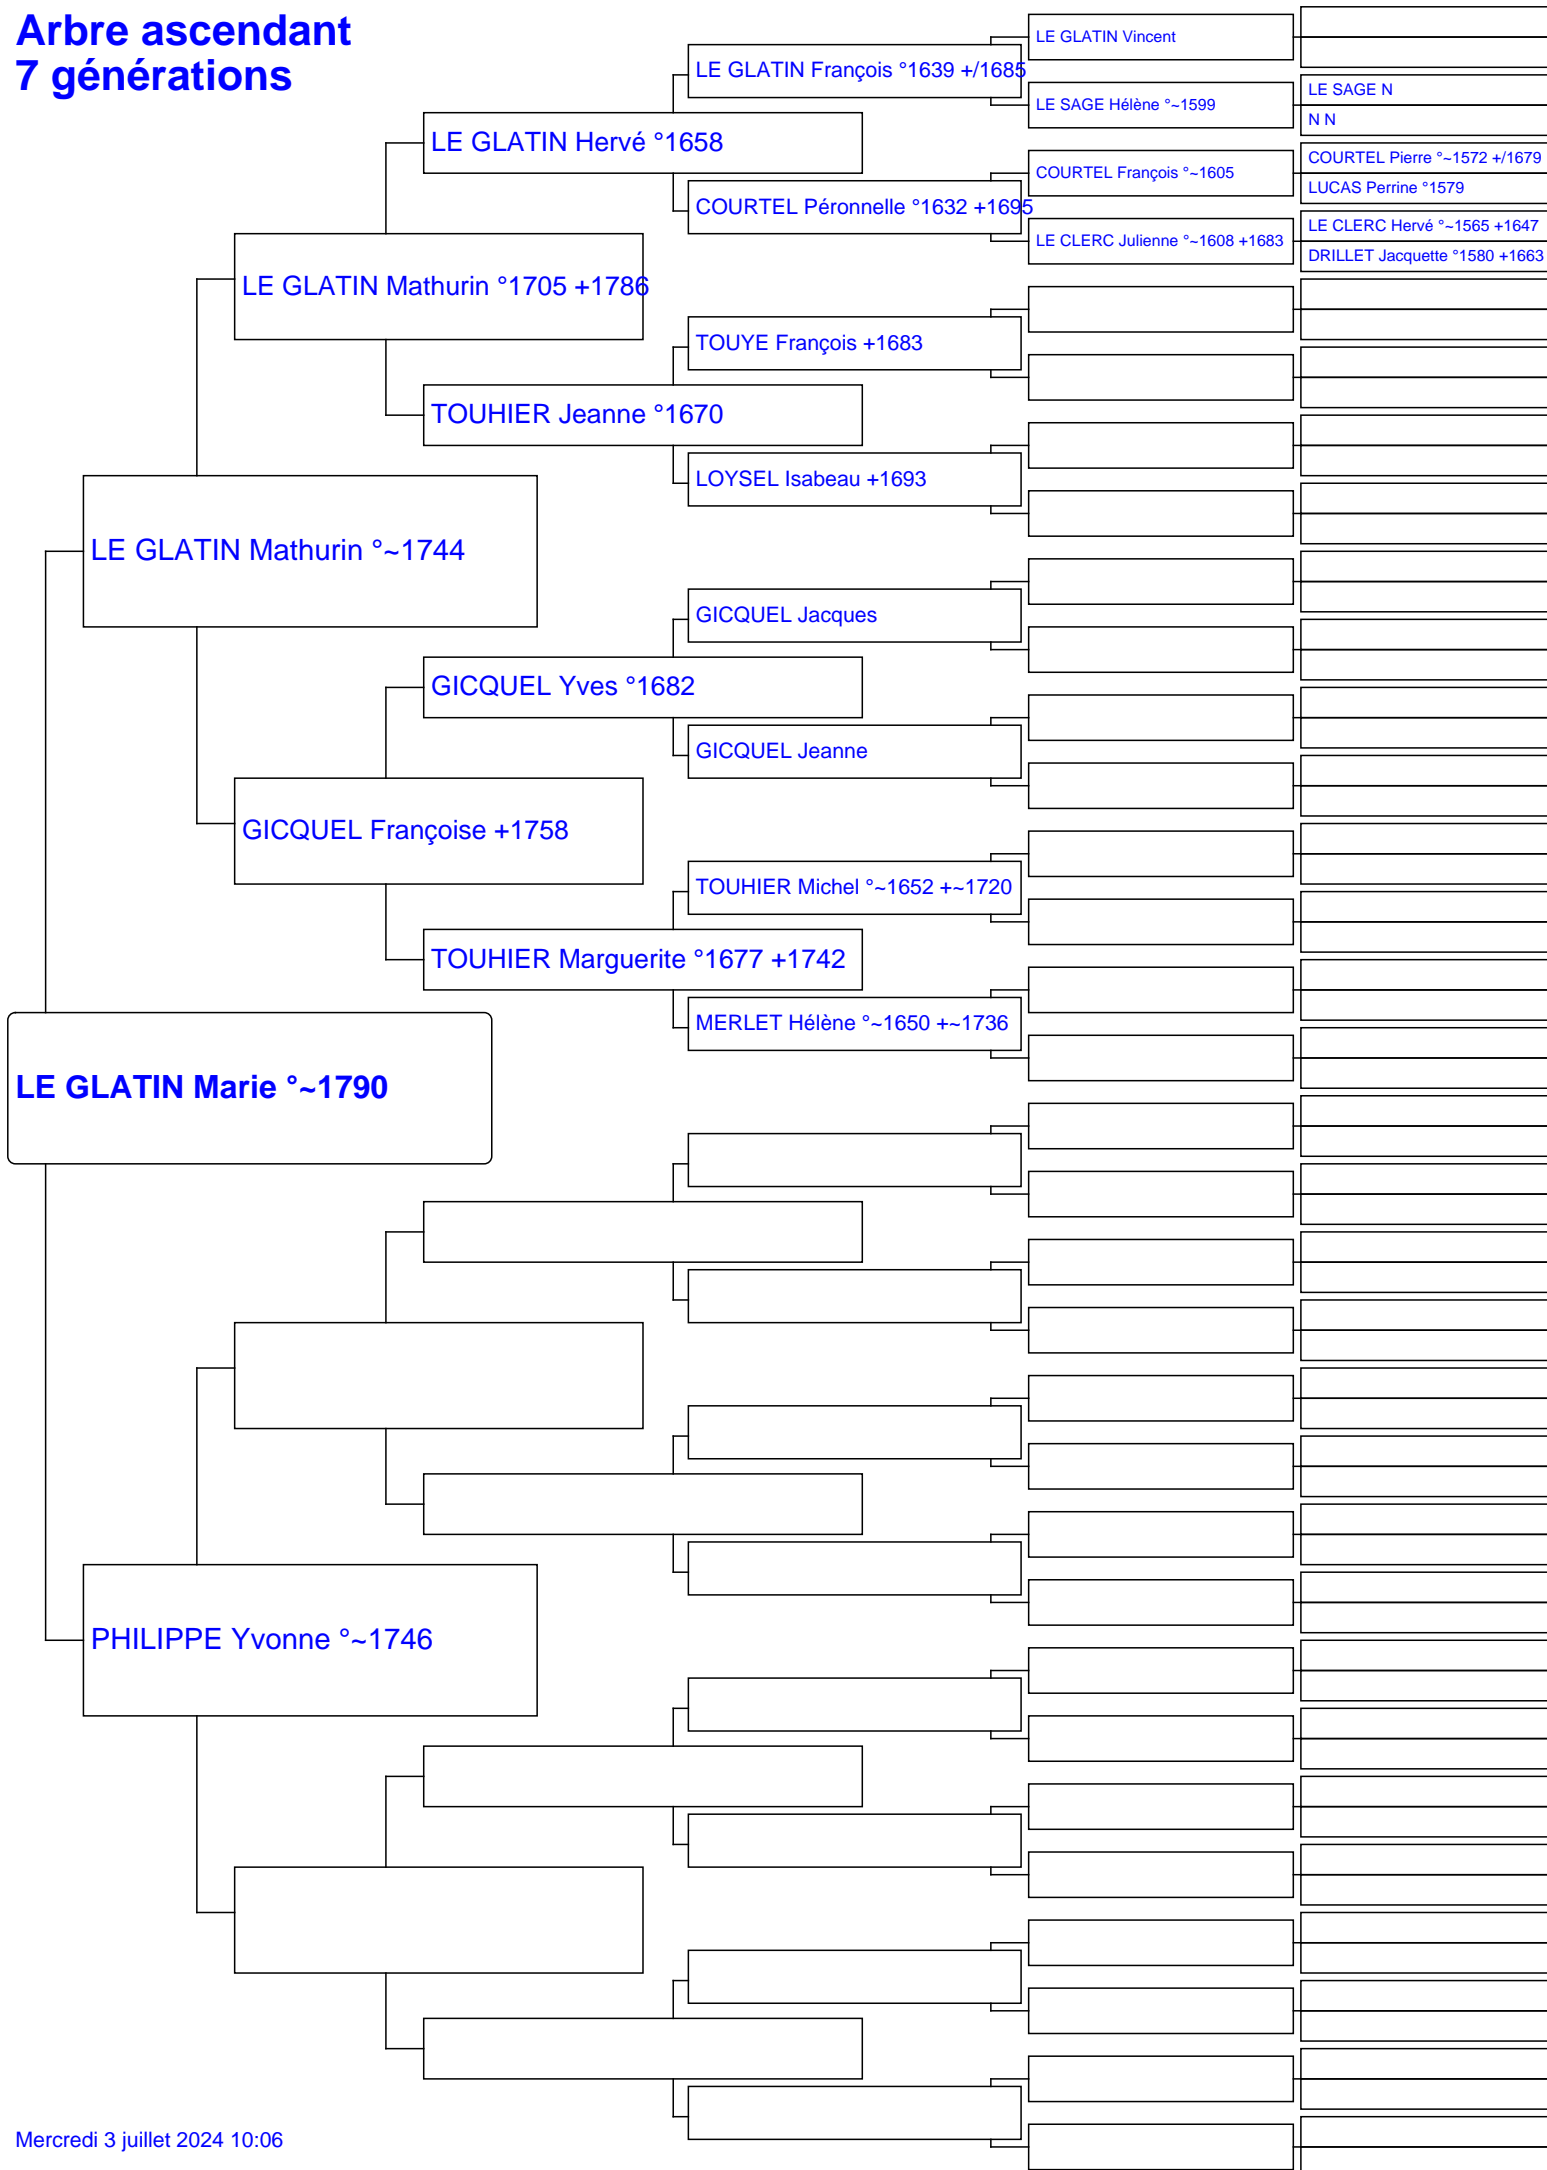 Arbre ascendant
7 générations
LE GLATIN Vincent
LE GLATIN François °1639 +/1685
LE SAGE N
LE SAGE Hélène °~1599
N N
LE GLATIN Hervé °1658
COURTEL Pierre °~1572 +/1679
COURTEL François °~1605
LUCAS Perrine °1579
COURTEL Péronnelle °1632 +1695
LE CLERC Hervé °~1565 +1647
LE CLERC Julienne °~1608 +1683
DRILLET Jacquette °1580 +1663
LE GLATIN Mathurin °1705 +1786
TOUYE François +1683
TOUHIER Jeanne °1670
LOYSEL Isabeau +1693
LE GLATIN Mathurin °~1744
GICQUEL Jacques
GICQUEL Yves °1682
GICQUEL Jeanne
GICQUEL Françoise +1758
TOUHIER Michel °~1652 +~1720
TOUHIER Marguerite °1677 +1742
MERLET Hélène °~1650 +~1736
LE GLATIN Marie °~1790
PHILIPPE Yvonne °~1746
Mercredi 3 juillet 2024 10:06